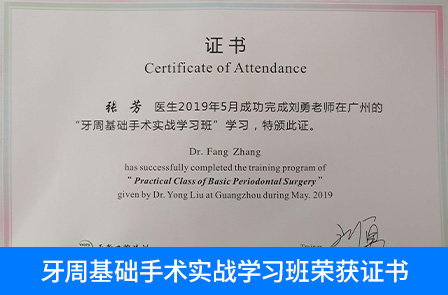 证书
Certificate of Attendance
张芳 医生2019年5月成功完成刘勇老师在广州的
“牙周基础手术实战学习班”学习，特颁此证。
Dr. Fang Zhang
has successfully completed the training program of
“Practical Class of Basic Periodontal Surgery”
given by Dr. Yong Liu at Guangzhou during May. 2019
牙周基础手术实战学习班荣获证书